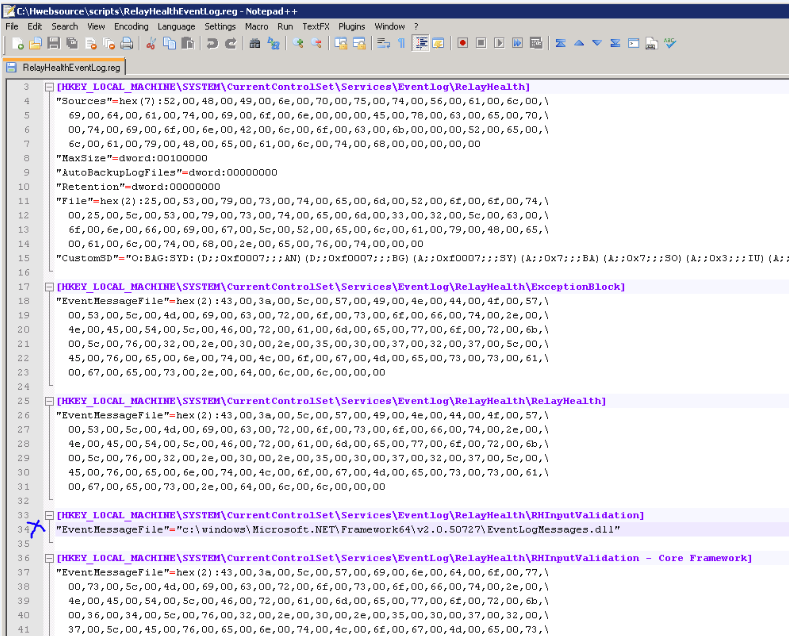 C:\Hwebsource\scripts\RelayHealthEventLog.reg - Notepad++
File Edit Search View Encoding Language Settings Macro Run TextFX Plugins Window ?
RelayHealthEventLog.reg
3 [HKEY_LOCAL_MACHINE\SYSTEM\CurrentControlSet\Services\Eventlog\RelayHealth]
4 "Sources"=hex(7):52,00,48,00,49,00,6e,00,70,00,75,00,74,00,56,00,61,00,6c,00,\
5 69,00,64,00,61,00,74,00,69,00,6f,00,6e,00,00,00,45,00,78,00,63,00,65,00,70,\
6 00,74,00,69,00,6f,00,6e,00,42,00,6c,00,6f,00,63,00,6b,00,00,00,52,00,65,00,\
7 6c,00,61,00,79,00,48,00,65,00,61,00,6c,00,74,00,68,00,00,00,00,00
8 "MaxSize"=dword:00100000
9 "AutoBackupLogFiles"=dword:00000000
10 "Retention"=dword:00000000
11 "File"=hex(2):25,00,53,00,79,00,73,00,74,00,65,00,6d,00,52,00,6f,00,6f,00,74,\
12 00,25,00,5c,00,53,00,79,00,73,00,74,00,65,00,6d,00,33,00,32,00,5c,00,63,00,\
13 6f,00,6e,00,66,00,69,00,67,00,5c,00,52,00,65,00,6c,00,61,00,79,00,48,00,65,\
14 00,61,00,6c,00,74,00,68,00,2e,00,65,00,76,00,74,00,00,00
15 "CustomSD"="O:BAG:SYD:(D;;0xf0007;;;AN)(D;;0xf0007;;;BG)(A;;0xf0007;;;SY)(A;;0x7;;;BA)(A;;0x7;;;SO)(A;;0x3;;;IU)(A;;
16
17 [HKEY_LOCAL_MACHINE\SYSTEM\CurrentControlSet\Services\Eventlog\RelayHealth\ExceptionBlock]
18 "EventMessageFile"=hex(2):43,00,3a,00,5c,00,57,00,49,00,4e,00,44,00,4f,00,57,\
19 00,53,00,5c,00,4d,00,69,00,63,00,72,00,6f,00,73,00,6f,00,66,00,74,00,2e,00,\
20 4e,00,45,00,54,00,5c,00,46,00,72,00,61,00,6d,00,65,00,77,00,6f,00,72,00,6b,\
21 00,5c,00,76,00,32,00,2e,00,30,00,2e,00,35,00,30,00,37,00,32,00,37,00,5c,00,\
22 45,00,76,00,65,00,6e,00,74,00,4c,00,6f,00,67,00,4d,00,65,00,73,00,73,00,61,\
23 00,67,00,65,00,73,00,2e,00,64,00,6c,00,6c,00,00,00
24
25 [HKEY_LOCAL_MACHINE\SYSTEM\CurrentControlSet\Services\Eventlog\RelayHealth\RelayHealth]
26 "EventMessageFile"=hex(2):43,00,3a,00,5c,00,57,00,49,00,4e,00,44,00,4f,00,57,\
27 00,53,00,5c,00,4d,00,69,00,63,00,72,00,6f,00,73,00,6f,00,66,00,74,00,2e,00,\
28 4e,00,45,00,54,00,5c,00,46,00,72,00,61,00,6d,00,65,00,77,00,6f,00,72,00,6b,\
29 00,5c,00,76,00,32,00,2e,00,30,00,2e,00,35,00,30,00,37,00,32,00,37,00,5c,00,\
30 45,00,76,00,65,00,6e,00,74,00,4c,00,6f,00,67,00,4d,00,65,00,73,00,73,00,61,\
31 00,67,00,65,00,73,00,2e,00,64,00,6c,00,6c,00,00,00
32
33 [HKEY_LOCAL_MACHINE\SYSTEM\CurrentControlSet\Services\Eventlog\RelayHealth\RHInputValidation]
34 "EventMessageFile"="c:\windows\Microsoft.NET\Framework64\v2.0.50727\EventLogMessages.dll"
35
36 [HKEY_LOCAL_MACHINE\SYSTEM\CurrentControlSet\Services\Eventlog\RelayHealth\RHInputValidation - Core Framework]
37 "EventMessageFile"=hex(2):43,00,3a,00,5c,00,57,00,69,00,6e,00,64,00,6f,00,77,\
38 00,73,00,5c,00,4d,00,69,00,63,00,72,00,6f,00,73,00,6f,00,66,00,74,00,2e,00,\
39 4e,00,45,00,54,00,5c,00,46,00,72,00,61,00,6d,00,65,00,77,00,6f,00,72,00,6b,\
40 00,36,00,34,00,5c,00,76,00,32,00,2e,00,30,00,2e,00,35,00,30,00,37,00,32,00,\
41 37,00,5c,00,45,00,76,00,65,00,6e,00,74,00,4c,00,6f,00,67,00,4d,00,65,00,73,\